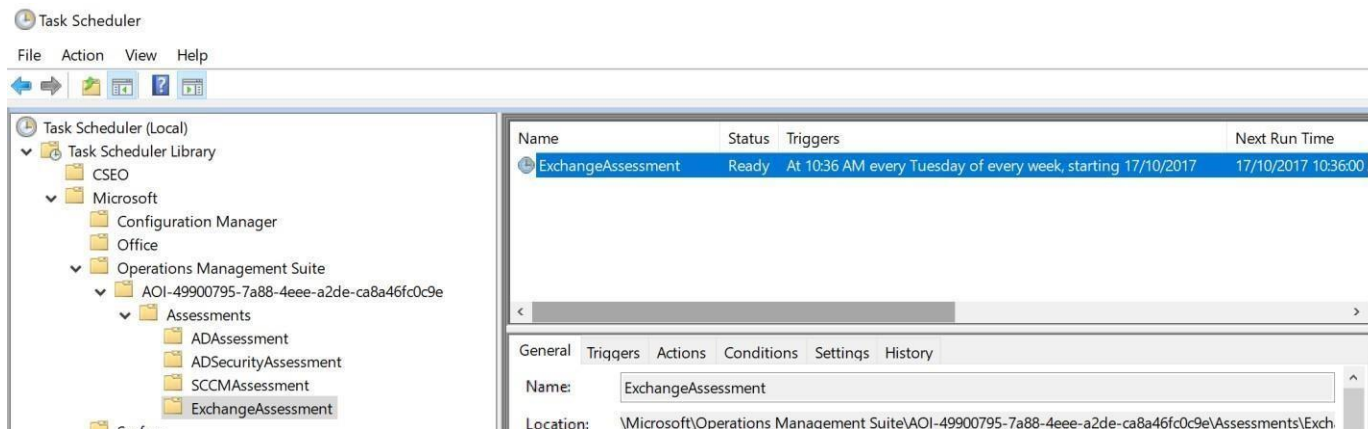 Task Scheduler
File Action View Help
Task Scheduler (Local)
Task Scheduler Library
CSEO
Microsoft
Configuration Manager
Office
Operations Management Suite
AOI-49900795-7a88-4eee-a2de-ca8a46fc0c9e
Assessments
ADAssessment
ADSecurityAssessment
SCCMAssessment
ExchangeAssessment
Name Status Triggers Next Run Time
ExchangeAssessment Ready At 10:36 AM every Tuesday of every week, starting 17/10/2017 17/10/2017 10:36:00
General Triggers Actions Conditions Settings History
Name: ExchangeAssessment
Location: \Microsoft\Operations Management Suite\AOI-49900795-7a88-4eee-a2de-ca8a46fc0c9e\Assessments\Exch